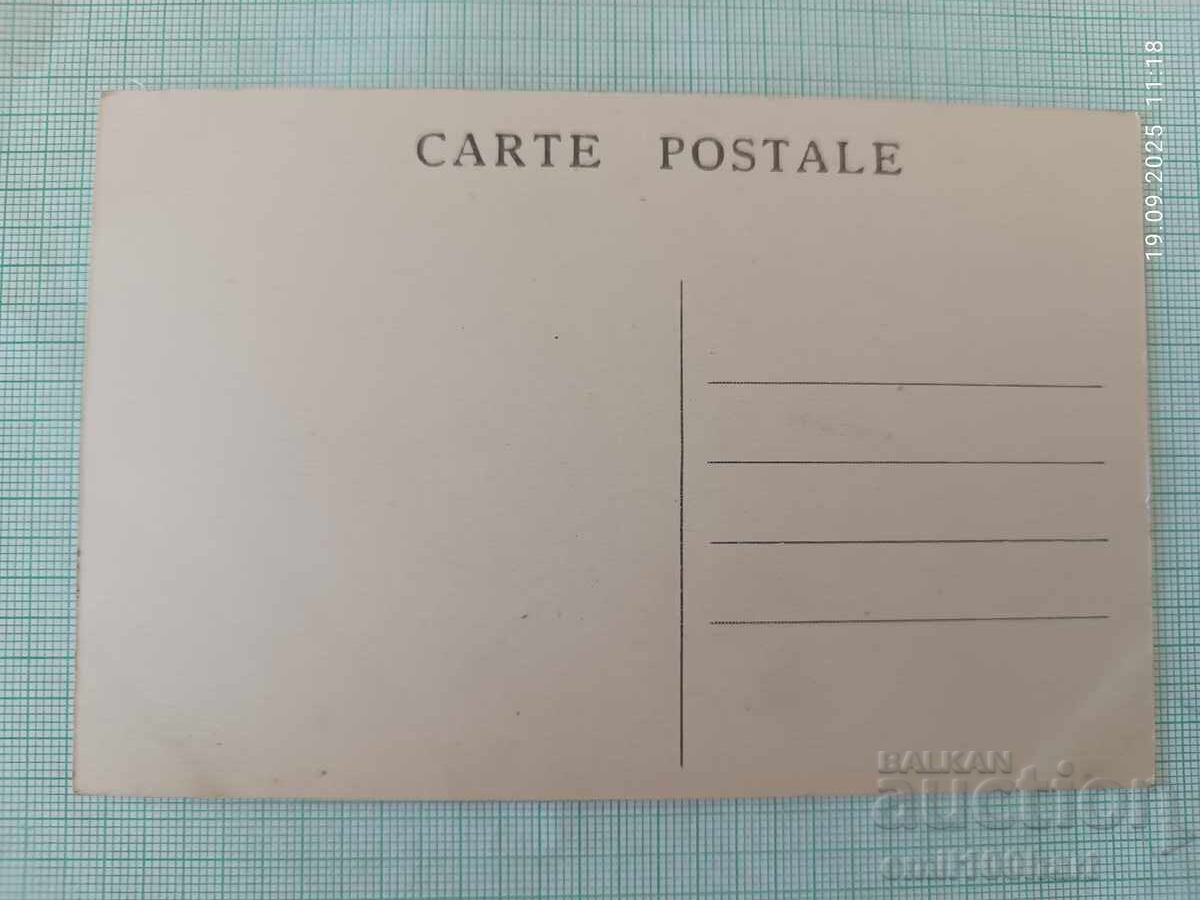 CARTE POSTALE
19.09.2025 11:18
BALKAN
auction